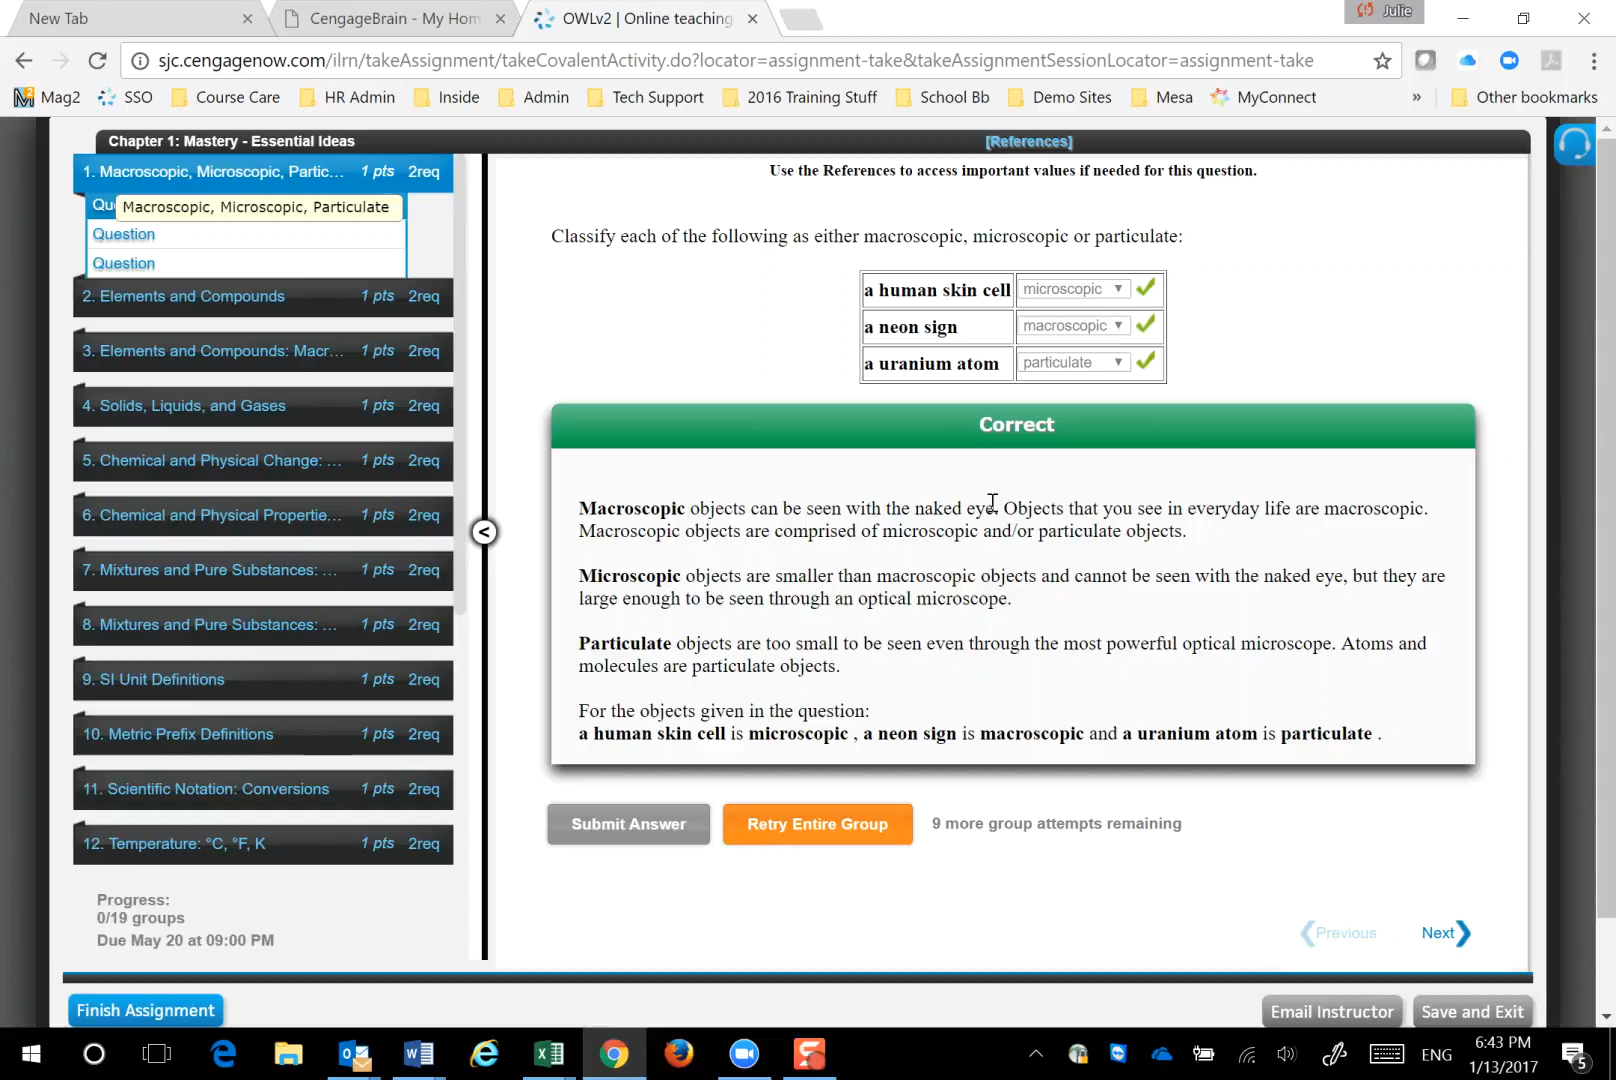 New Tab
CengageBrain - My Hom
OWLv2 | Online teaching
Julie
sjc.cengagenow.com/ilrn/takeAssignment/takeCovalentActivity.do?locator=assignment-take&takeAssignmentSessionLocator=assignment-take
Mag2 SSO Course Care HR Admin Inside Admin Tech Support 2016 Training Stuff School Bb Demo Sites Mesa MyConnect » Other bookmarks
Chapter 1: Mastery - Essential Ideas
[References]
1. Macroscopic, Microscopic, Partic... 1 pts 2req
Qu
Macroscopic, Microscopic, Particulate
Question
Question
2. Elements and Compounds 1 pts 2req
3. Elements and Compounds: Macr... 1 pts 2req
4. Solids, Liquids, and Gases 1 pts 2req
5. Chemical and Physical Change: ... 1 pts 2req
6. Chemical and Physical Propertie... 1 pts 2req
7. Mixtures and Pure Substances: ... 1 pts 2req
8. Mixtures and Pure Substances: ... 1 pts 2req
9. SI Unit Definitions 1 pts 2req
10. Metric Prefix Definitions 1 pts 2req
11. Scientific Notation: Conversions 1 pts 2req
12. Temperature: °C, °F, K 1 pts 2req
Progress:
0/19 groups
Due May 20 at 09:00 PM
<
Use the References to access important values if needed for this question.
Classify each of the following as either macroscopic, microscopic or particulate:
a human skin cell microscopic
a neon sign macroscopic
a uranium atom particulate
Correct
Macroscopic objects can be seen with the naked eye. Objects that you see in everyday life are macroscopic.
Macroscopic objects are comprised of microscopic and/or particulate objects.
Microscopic objects are smaller than macroscopic objects and cannot be seen with the naked eye, but they are
large enough to be seen through an optical microscope.
Particulate objects are too small to be seen even through the most powerful optical microscope. Atoms and
molecules are particulate objects.
For the objects given in the question:
a human skin cell is microscopic , a neon sign is macroscopic and a uranium atom is particulate .
Submit Answer
Retry Entire Group
9 more group attempts remaining
Previous
Next
Finish Assignment
Email Instructor
Save and Exit
ENG
6:43 PM
1/13/2017
5